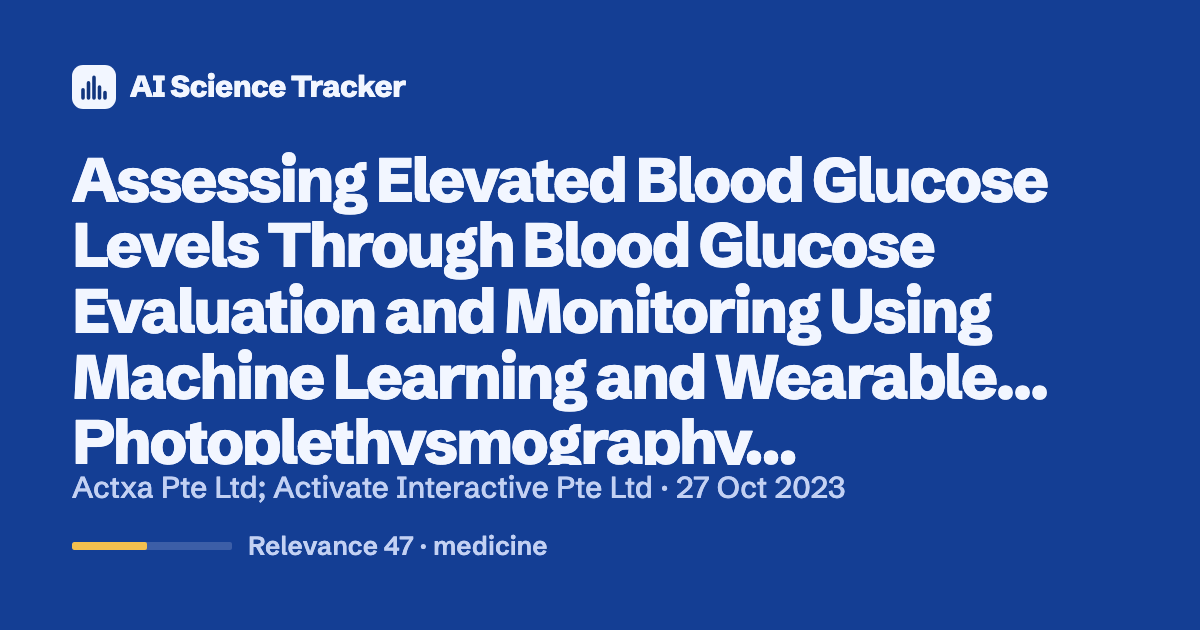 AI Science Tracker
Assessing Elevated Blood Glucose
Levels Through Blood Glucose
Evaluation and Monitoring Using
Machine Learning and Wearable...
Photoplethysmography...
Actxa Pte Ltd; Activate Interactive Pte Ltd · 27 Oct 2023
Relevance 47 · medicine